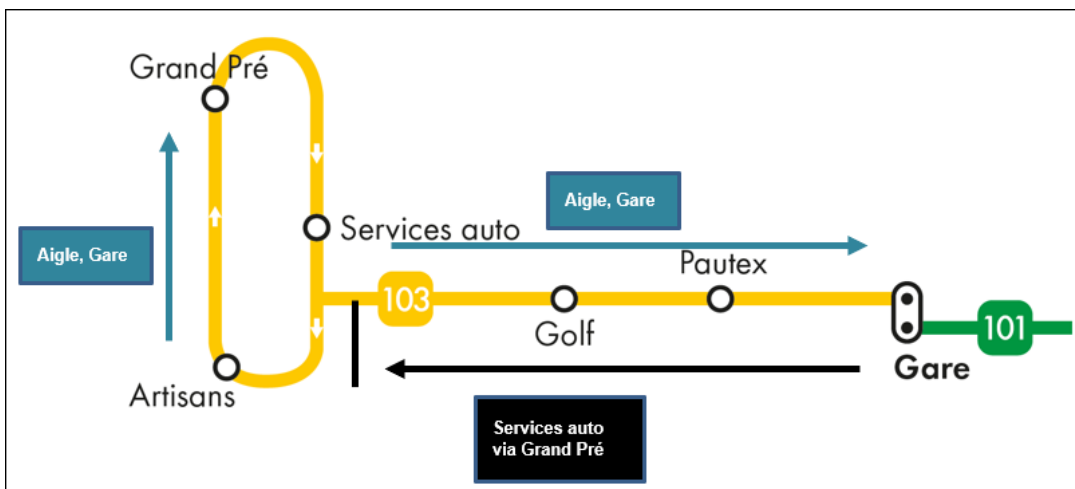 Grand Pré
Aigle, Gare
Services auto
Aigle, Gare
Pautex
103
Golf
101
Gare
Artisans
Services auto
via Grand Pré